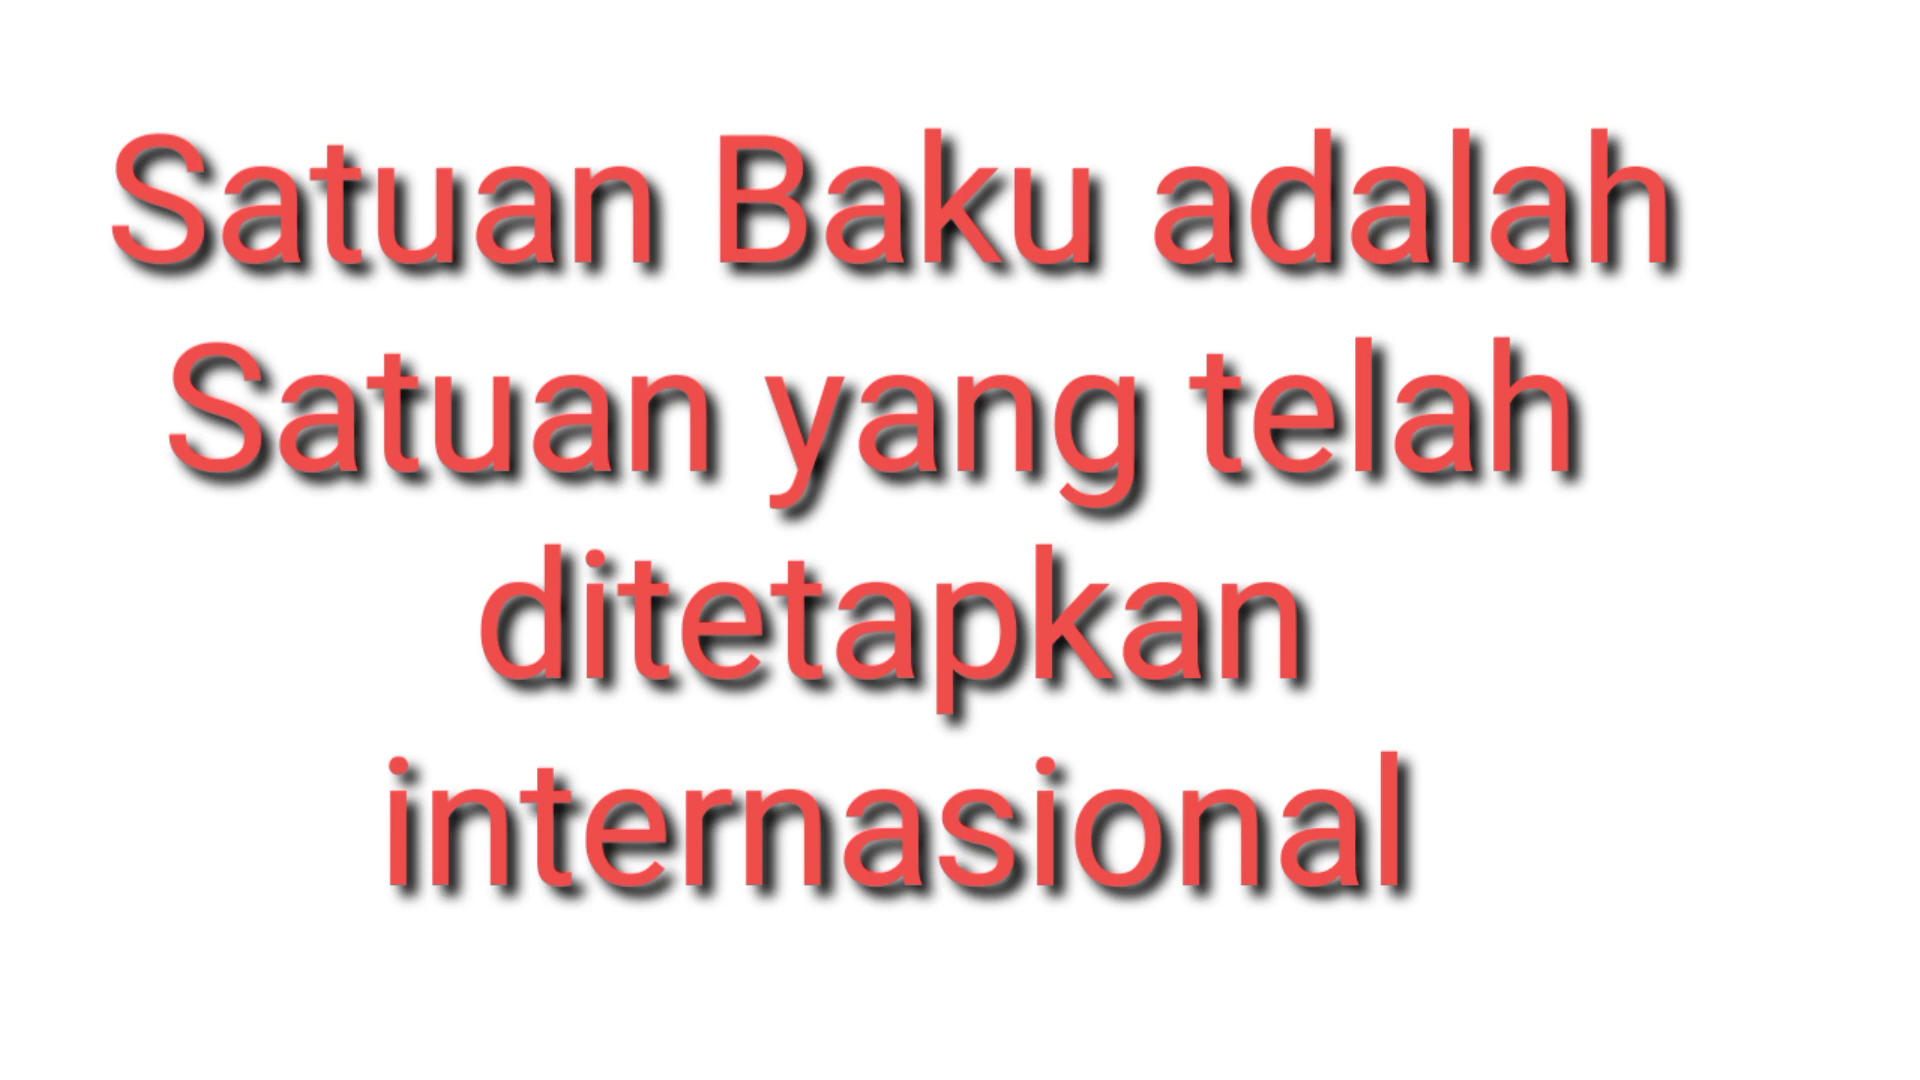 Satuan Baku adalah
Satuan yang telah
ditetapkan
internasional